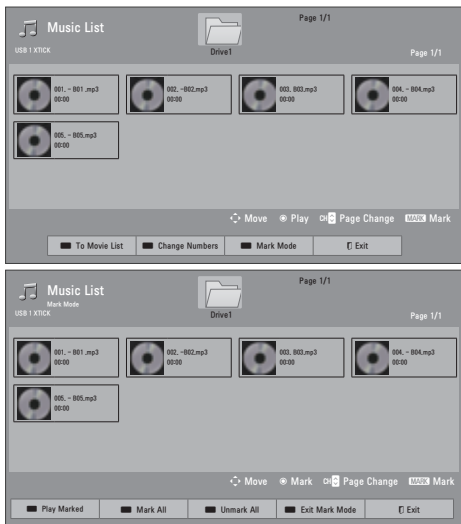 Page 1/1
Music List
USB 1 XTICK
Drive1
Page 1/1
001. - B01 .mp3
00:00
002. -B02.mp3
00:00
003. B03.mp3
00:00
004. - B04.mp3
00:00
005. - B05.mp3
00:00
Move
Play
CH
Page Change
MARK
Mark
To Movie List
Change Numbers
Mark Mode
Exit
Page 1/1
Music List
Mark Mode
USB 1 XTICK
Drive1
Page 1/1
001. - B01 .mp3
00:00
002. -B02.mp3
00:00
003. B03.mp3
00:00
004. - B04.mp3
00:00
005. - B05.mp3
00:00
Move
Mark
CH
Page Change
MARK
Mark
Play Marked
Mark All
Unmark All
Exit Mark Mode
Exit